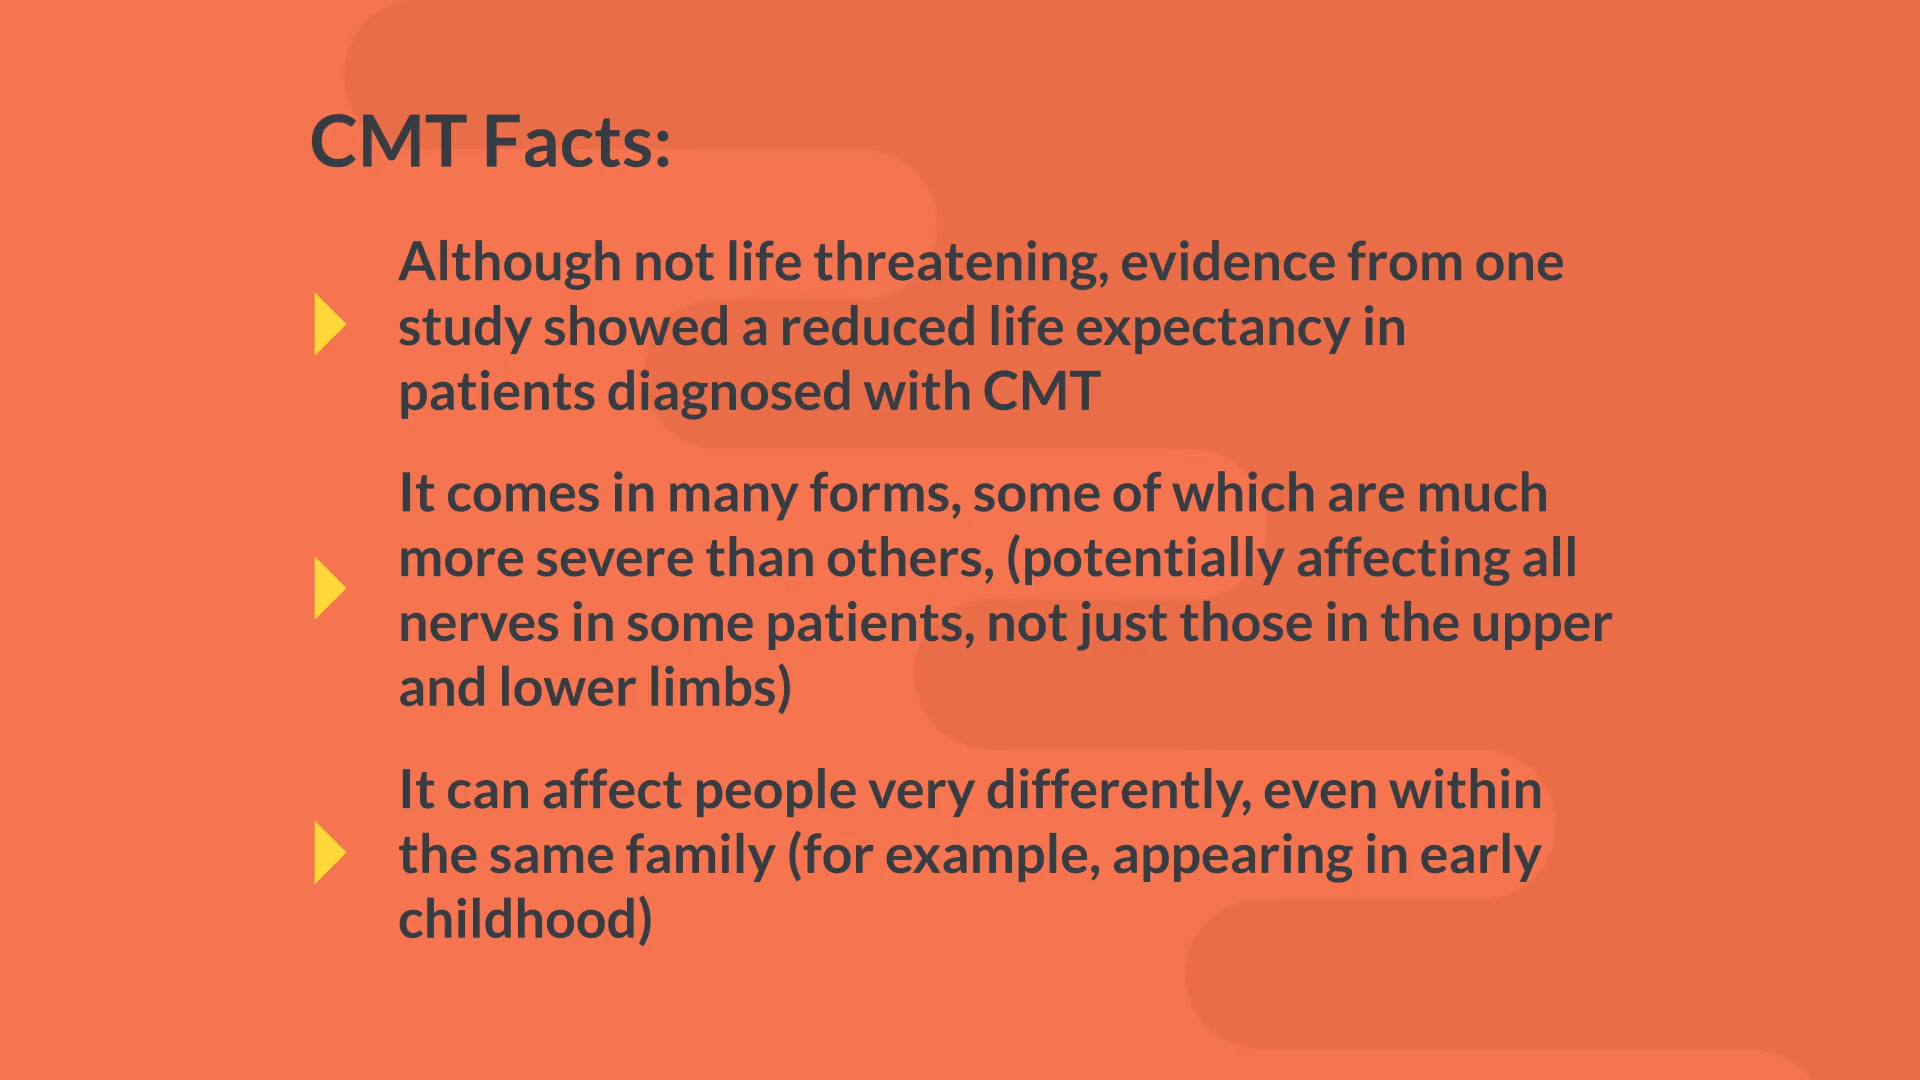 CMT Facts:
Although not life threatening, evidence from one
study showed a reduced life expectancy in
patients diagnosed with CMT
It comes in many forms, some of which are much
more severe than others, (potentially affecting all
nerves in some patients, not just those in the upper
and lower limbs)
It can affect people very differently, even within
the same family (for example, appearing in early
childhood)